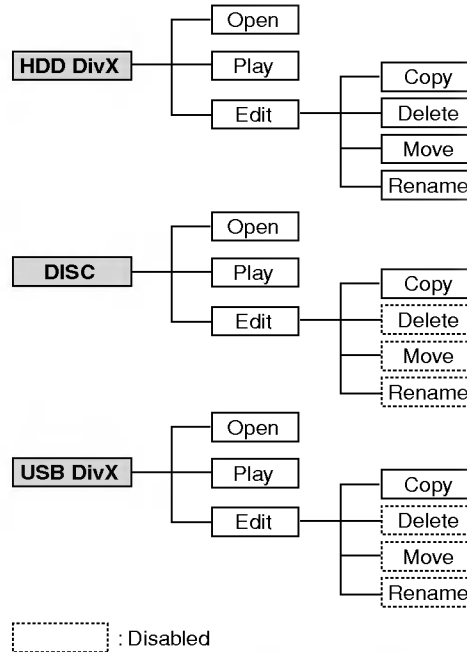 Open
HDD DivX
Play
Copy
Edit
Delete
Move
Rename
Open
DISC
Play
Copy
Edit
Delete
Move
Rename
Open
USB DivX
Play
Copy
Edit
Delete
Move
Rename
: Disabled